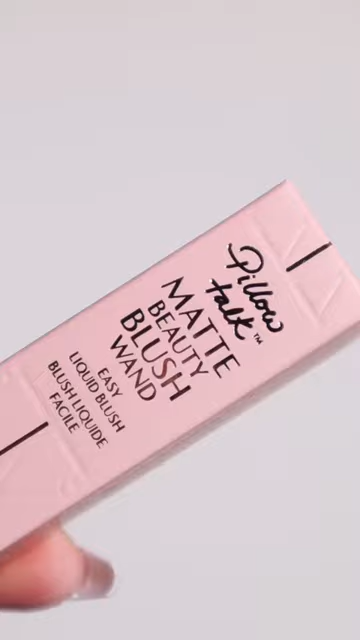 Pillow
talk™
MATTE
BEAUTY
BLUSH
WAND
EASY
LIQUID BLUSH
BLUSH LIQUIDE
FACILE